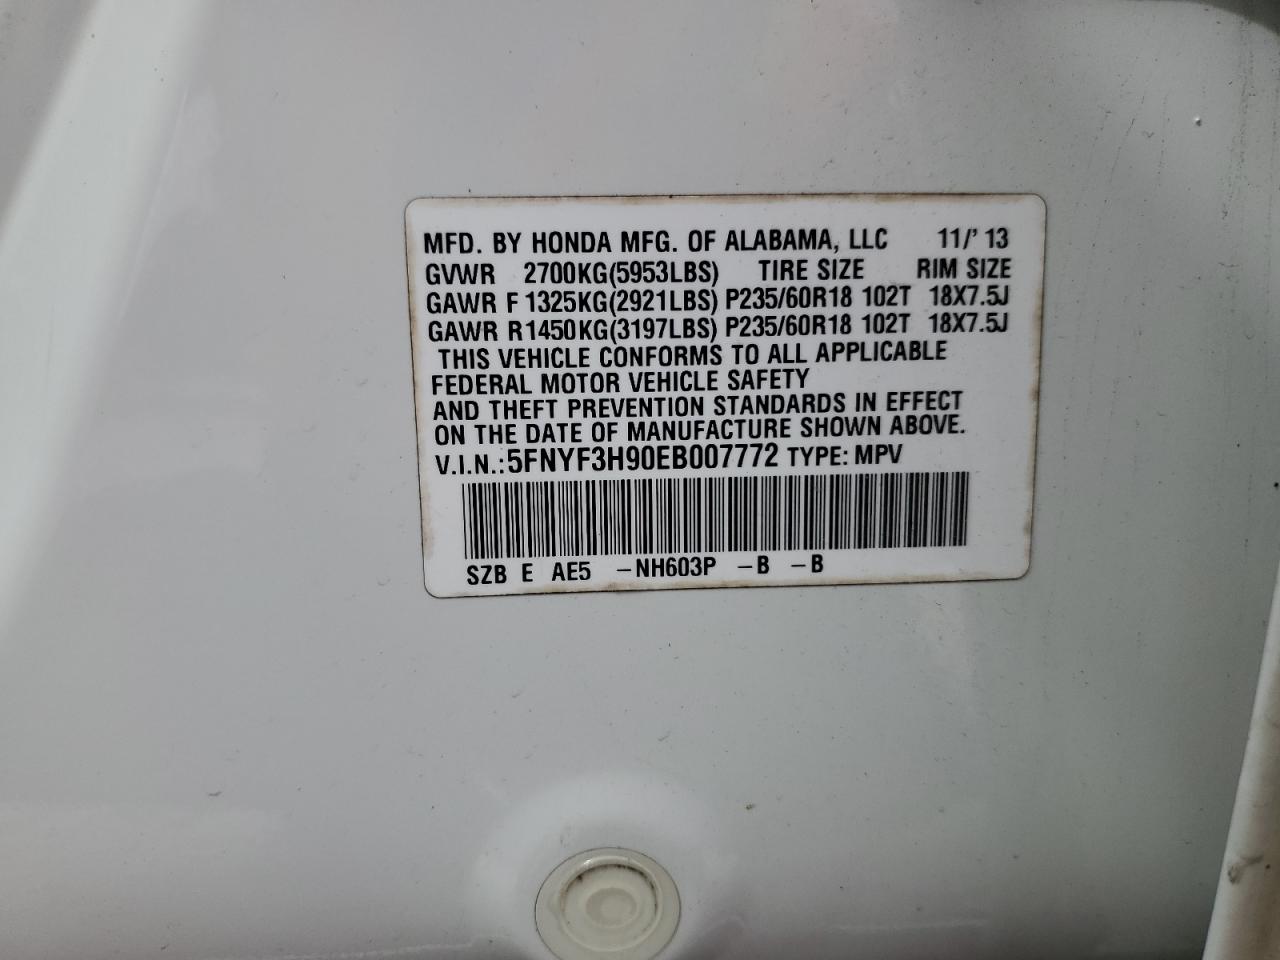 MFD. BY HONDA MFG. OF ALABAMA, LLC 11/' 13
GVWR 2700KG(5953LBS) TIRE SIZE RIM SIZE
GAWR F 1325KG(2921LBS) P235/60R18 102T 18X7.5J
GAWR R1450KG(3197LBS) P235/60R18 102T 18X7.5J
THIS VEHICLE CONFORMS TO ALL APPLICABLE
FEDERAL MOTOR VEHICLE SAFETY
AND THEFT PREVENTION STANDARDS IN EFFECT
ON THE DATE OF MANUFACTURE SHOWN ABOVE.
V.I.N.:5FNYF3H90EB007772 TYPE: MPV
SZB E AE5 –NH603P –B –B